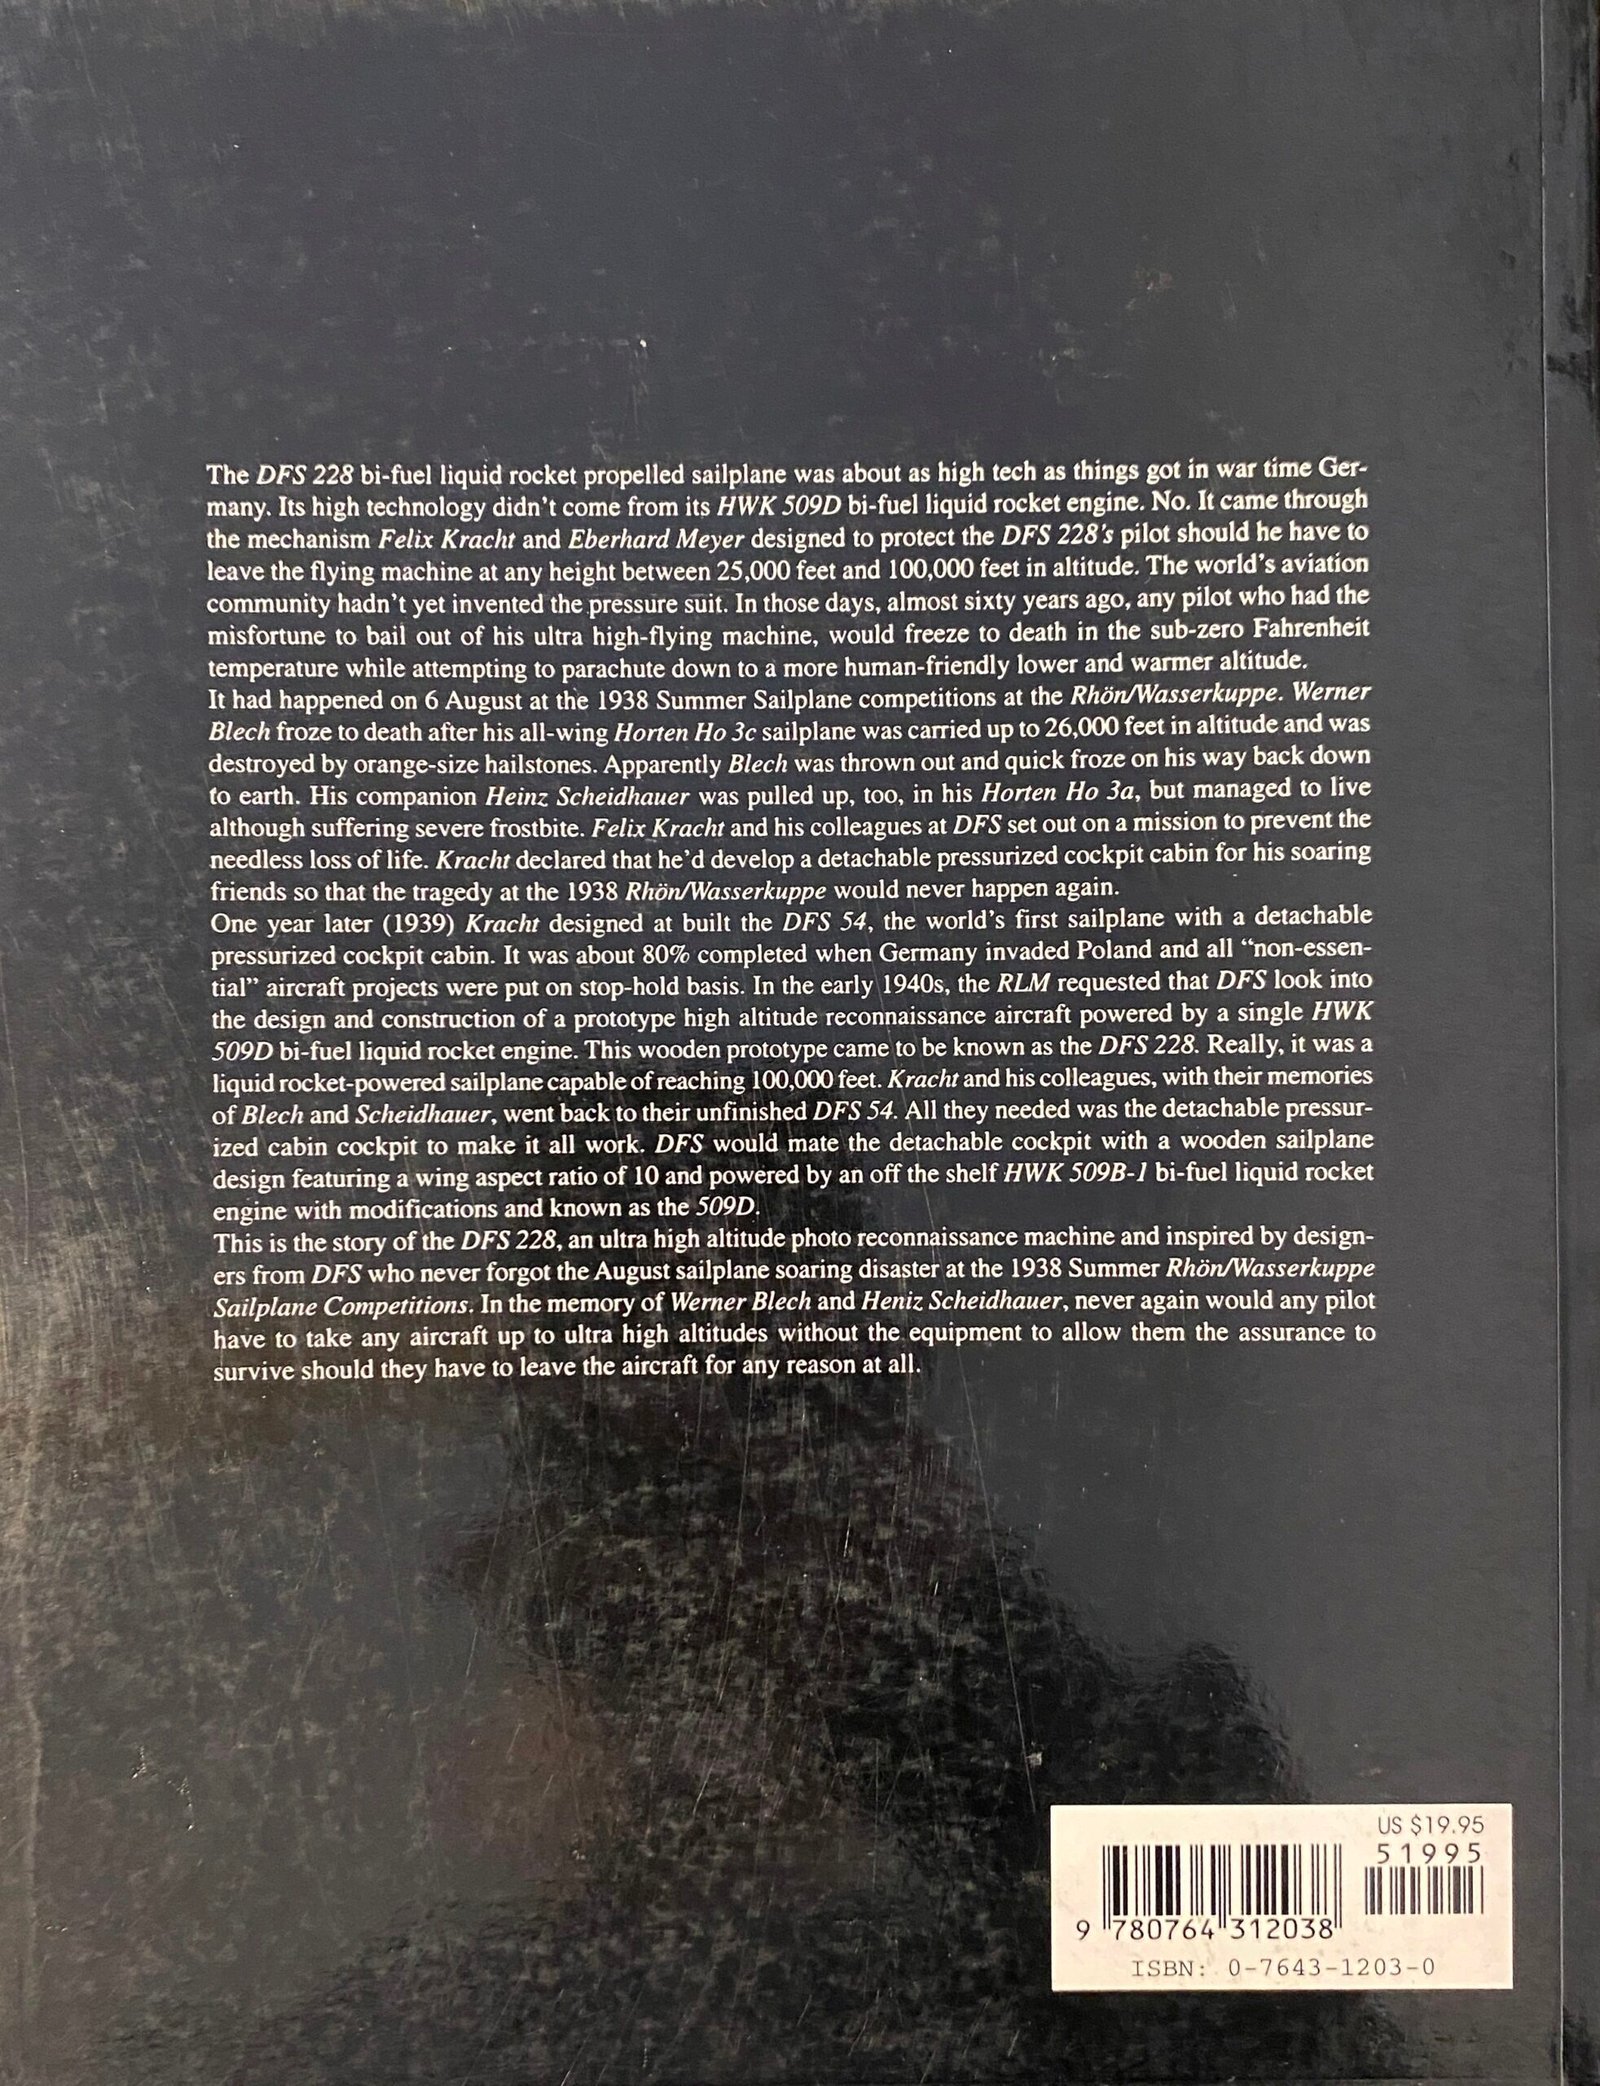 The DFS 228 bi-fuel liquid rocket propelled sailplane was about as high tech as things got in war time Ger-
many. Its high technology didn't come from its HWK 509D bi-fuel liquid rocket engine. No. It came through
the mechanism Felix Kracht and Eberhard Meyer designed to protect the DFS 228's pilot should he have to
leave the flying machine at any height between 25,000 feet and 100,000 feet in altitude. The world's aviation
community hadn't yet invented the pressure suit. In those days, almost sixty years ago, any pilot who had the
misfortune to bail out of his ultra high-flying machine, would freeze to death in the sub-zero Fahrenheit
temperature while attempting to parachute down to a more human-friendly lower and warmer altitude.
It had happened on 6 August at the 1938 Summer Sailplane competitions at the Rhön/Wasserkuppe. Werner
Blech froze to death after his all-wing Horten Ho 3c sailplane was carried up to 26,000 feet in altitude and was
destroyed by orange-size hailstones. Apparently Blech was thrown out and quick froze on his way back down
to earth. His companion Heinz Scheidhauer was pulled up, too, in his Horten Ho 3a, but managed to live
although suffering severe frostbite. Felix Kracht and his colleagues at DFS set out on a mission to prevent the
needless loss of life. Kracht declared that he'd develop a detachable pressurized cockpit cabin for his soaring
friends so that the tragedy at the 1938 Rhön/Wasserkuppe would never happen again.
One year later (1939) Kracht designed at built the DFS 54, the world's first sailplane with a detachable
pressurized cockpit cabin. It was about 80% completed when Germany invaded Poland and all "non-essen-
tial" aircraft projects were put on stop-hold basis. In the early 1940s, the RLM requested that DFS look into
the design and construction of a prototype high altitude reconnaissance aircraft powered by a single HWK
509D bi-fuel liquid rocket engine. This wooden prototype came to be known as the DFS 228. Really, it was a
liquid rocket-powered sailplane capable of reaching 100,000 feet. Kracht and his colleagues, with their memories
of Blech and Scheidhauer, went back to their unfinished DFS 54. All they needed was the detachable pressur-
ized cabin cockpit to make it all work. DFS would mate the detachable cockpit with a wooden sailplane
design featuring a wing aspect ratio of 10 and powered by an off the shelf HWK 509B-1 bi-fuel liquid rocket
engine with modifications and known as the 509D.
This is the story of the DFS 228, an ultra high altitude photo reconnaissance machine and inspired by design-
ers from DFS who never forgot the August sailplane soaring disaster at the 1938 Summer Rhön/Wasserkuppe
Sailplane Competitions. In the memory of Werner Blech and Heniz Scheidhauer, never again would any pilot
have to take any aircraft up to ultra high altitudes without the equipment to allow them the assurance to
survive should they have to leave the aircraft for any reason at all.
US $19.95
51995
9 780764 312038
ISBN: 0-7643-1203-0